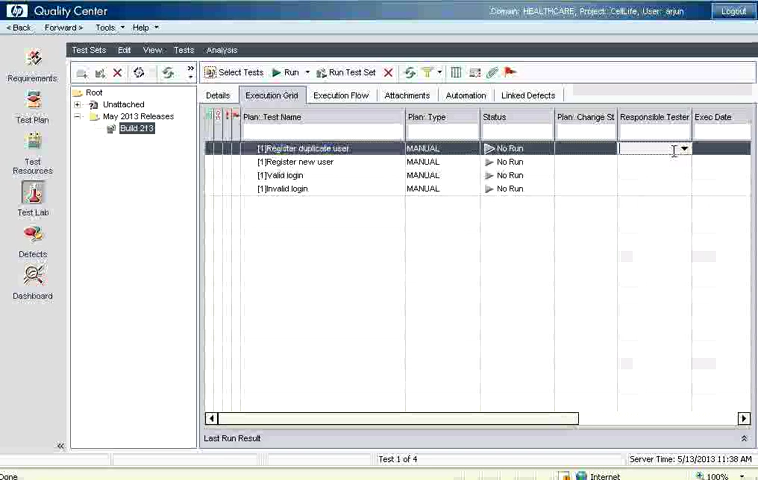 hp Quality Center
Domain: HEALTHCARE, Project: CellLife, User: arjun
Logout
< Back Forward > Tools Help
Test Sets Edit View Tests Analysis
Select Tests Run Run Test Set
Requirements
Test Plan
Test Resources
Test Lab
Defects
Dashboard
Root
Unattached
May 2013 Releases
Build 213
Details Execution Grid Execution Flow Attachments Automation Linked Defects
Plan: Test Name Plan: Type Status Plan: Change St Responsible Tester Exec Date
[1]Register duplicate user MANUAL No Run
[1]Register new user MANUAL No Run
[1]Valid login MANUAL No Run
[1]Invalid login MANUAL No Run
Last Run Result
Test 1 of 4
Server Time: 5/13/2013 11:38 AM
Done
Internet
100%